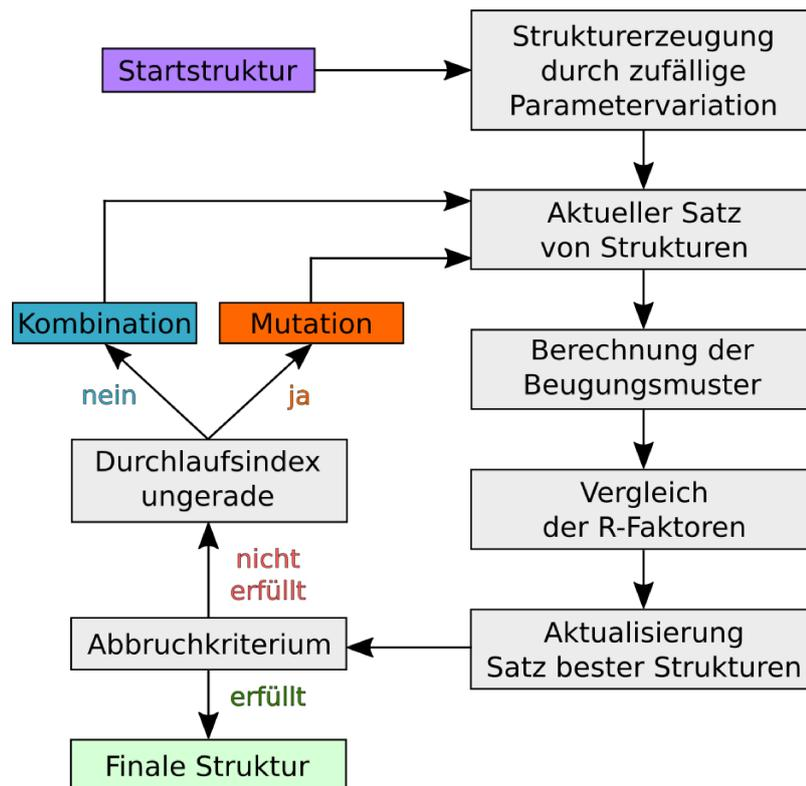 Startstruktur
Strukturerzeugung
durch zufällige
Parametervariation
Aktueller Satz
von Strukturen
Kombination
Mutation
Berechnung der
Beugungsmuster
nein
ja
Durchlaufsindex
ungerade
Vergleich
der R-Faktoren
nicht
erfüllt
Abbruchkriterium
Aktualisierung
Satz bester Strukturen
erfüllt
Finale Struktur